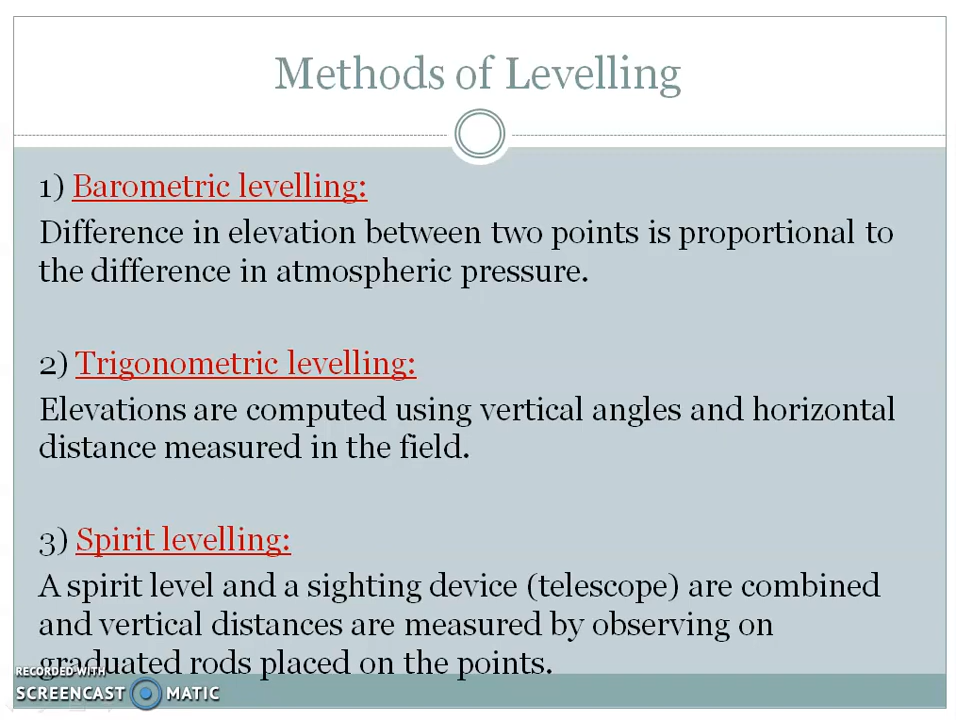 Methods of Levelling
1) Barometric levelling:
Difference in elevation between two points is proportional to
the difference in atmospheric pressure.
2) Trigonometric levelling:
Elevations are computed using vertical angles and horizontal
distance measured in the field.
3) Spirit levelling:
A spirit level and a sighting device (telescope) are combined
and vertical distances are measured by observing on
graduated rods placed on the points.
RECORDED WITH
SCREENCAST MATIC